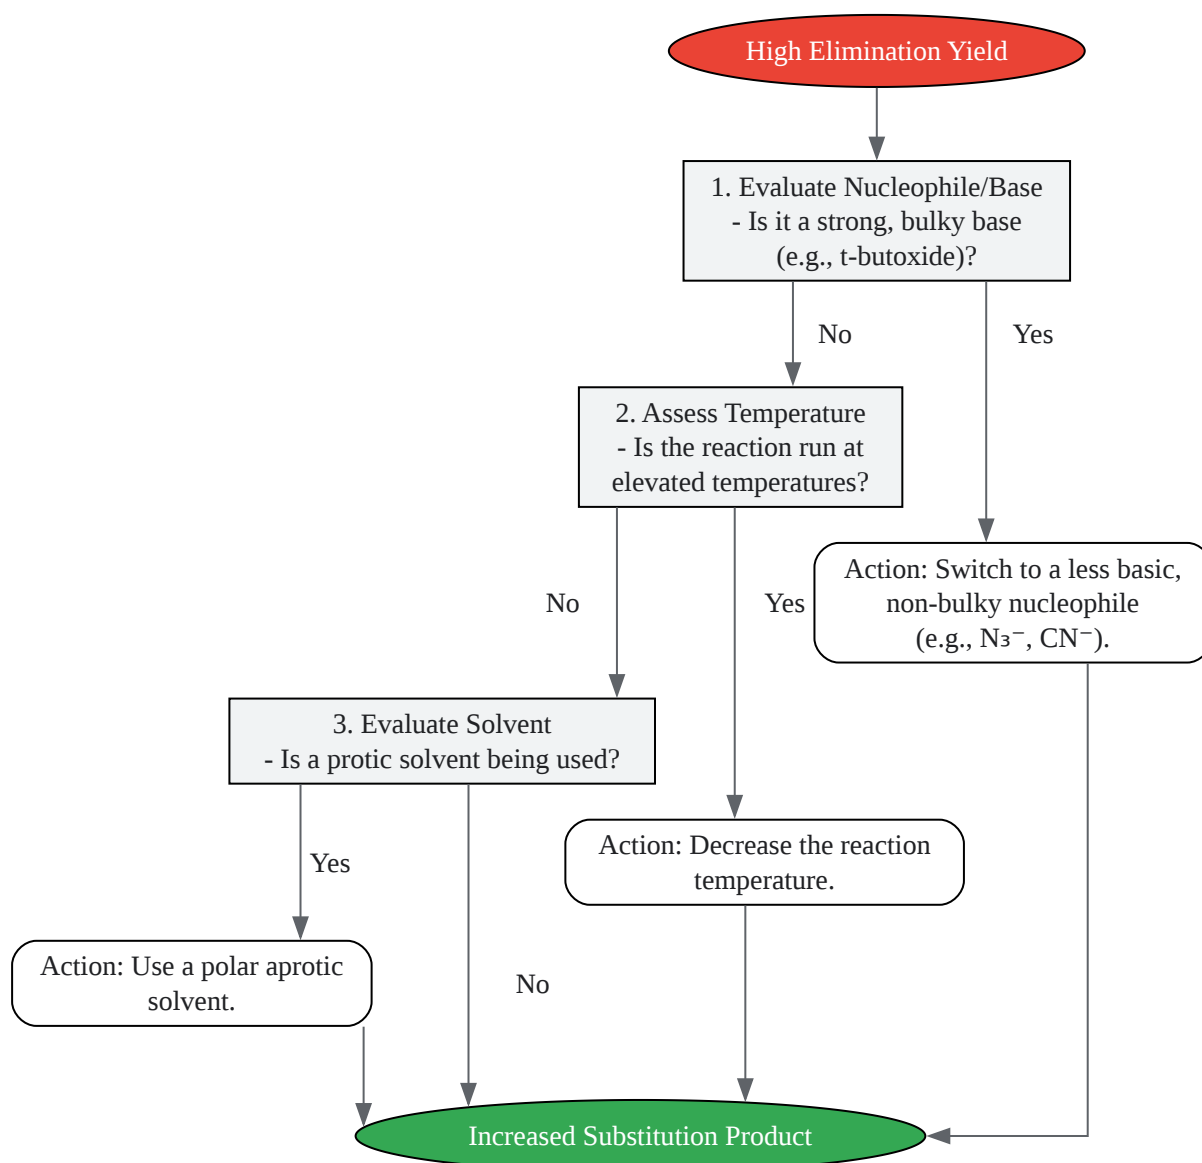 High Elimination Yield
1. Evaluate Nucleophile/Base
- Is it a strong, bulky base
(e.g., t-butoxide)?
No
Yes
2. Assess Temperature
- Is the reaction run at
elevated temperatures?
Action: Switch to a less basic,
non-bulky nucleophile
(e.g., N₃⁻, CN⁻).
No
Yes
3. Evaluate Solvent
- Is a protic solvent being used?
Action: Decrease the reaction
temperature.
Yes
Action: Use a polar aprotic
solvent.
No
Increased Substitution Product